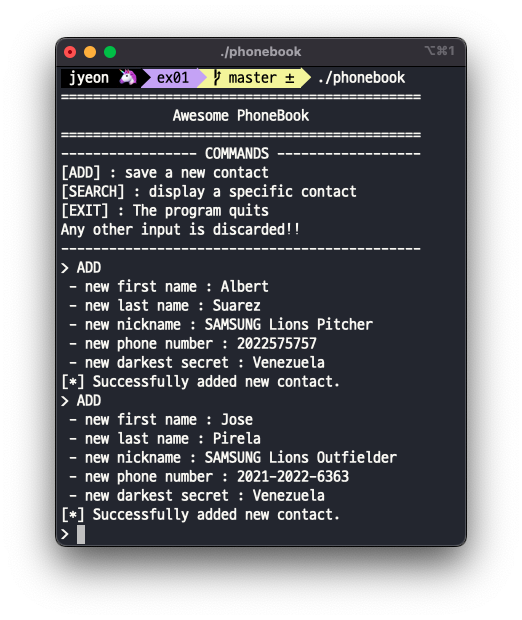 ./phonebook
⌥⌘1
jyeon 🦄 ex01 master ± ./phonebook
=============================================
Awesome PhoneBook
=============================================
----------------- COMMANDS ------------------
[ADD] : save a new contact
[SEARCH] : display a specific contact
[EXIT] : The program quits
Any other input is discarded!!
---------------------------------------------
> ADD
- new first name : Albert
- new last name : Suarez
- new nickname : SAMSUNG Lions Pitcher
- new phone number : 2022575757
- new darkest secret : Venezuela
[*] Successfully added new contact.
> ADD
- new first name : Jose
- new last name : Pirela
- new nickname : SAMSUNG Lions Outfielder
- new phone number : 2021-2022-6363
- new darkest secret : Venezuela
[*] Successfully added new contact.
>